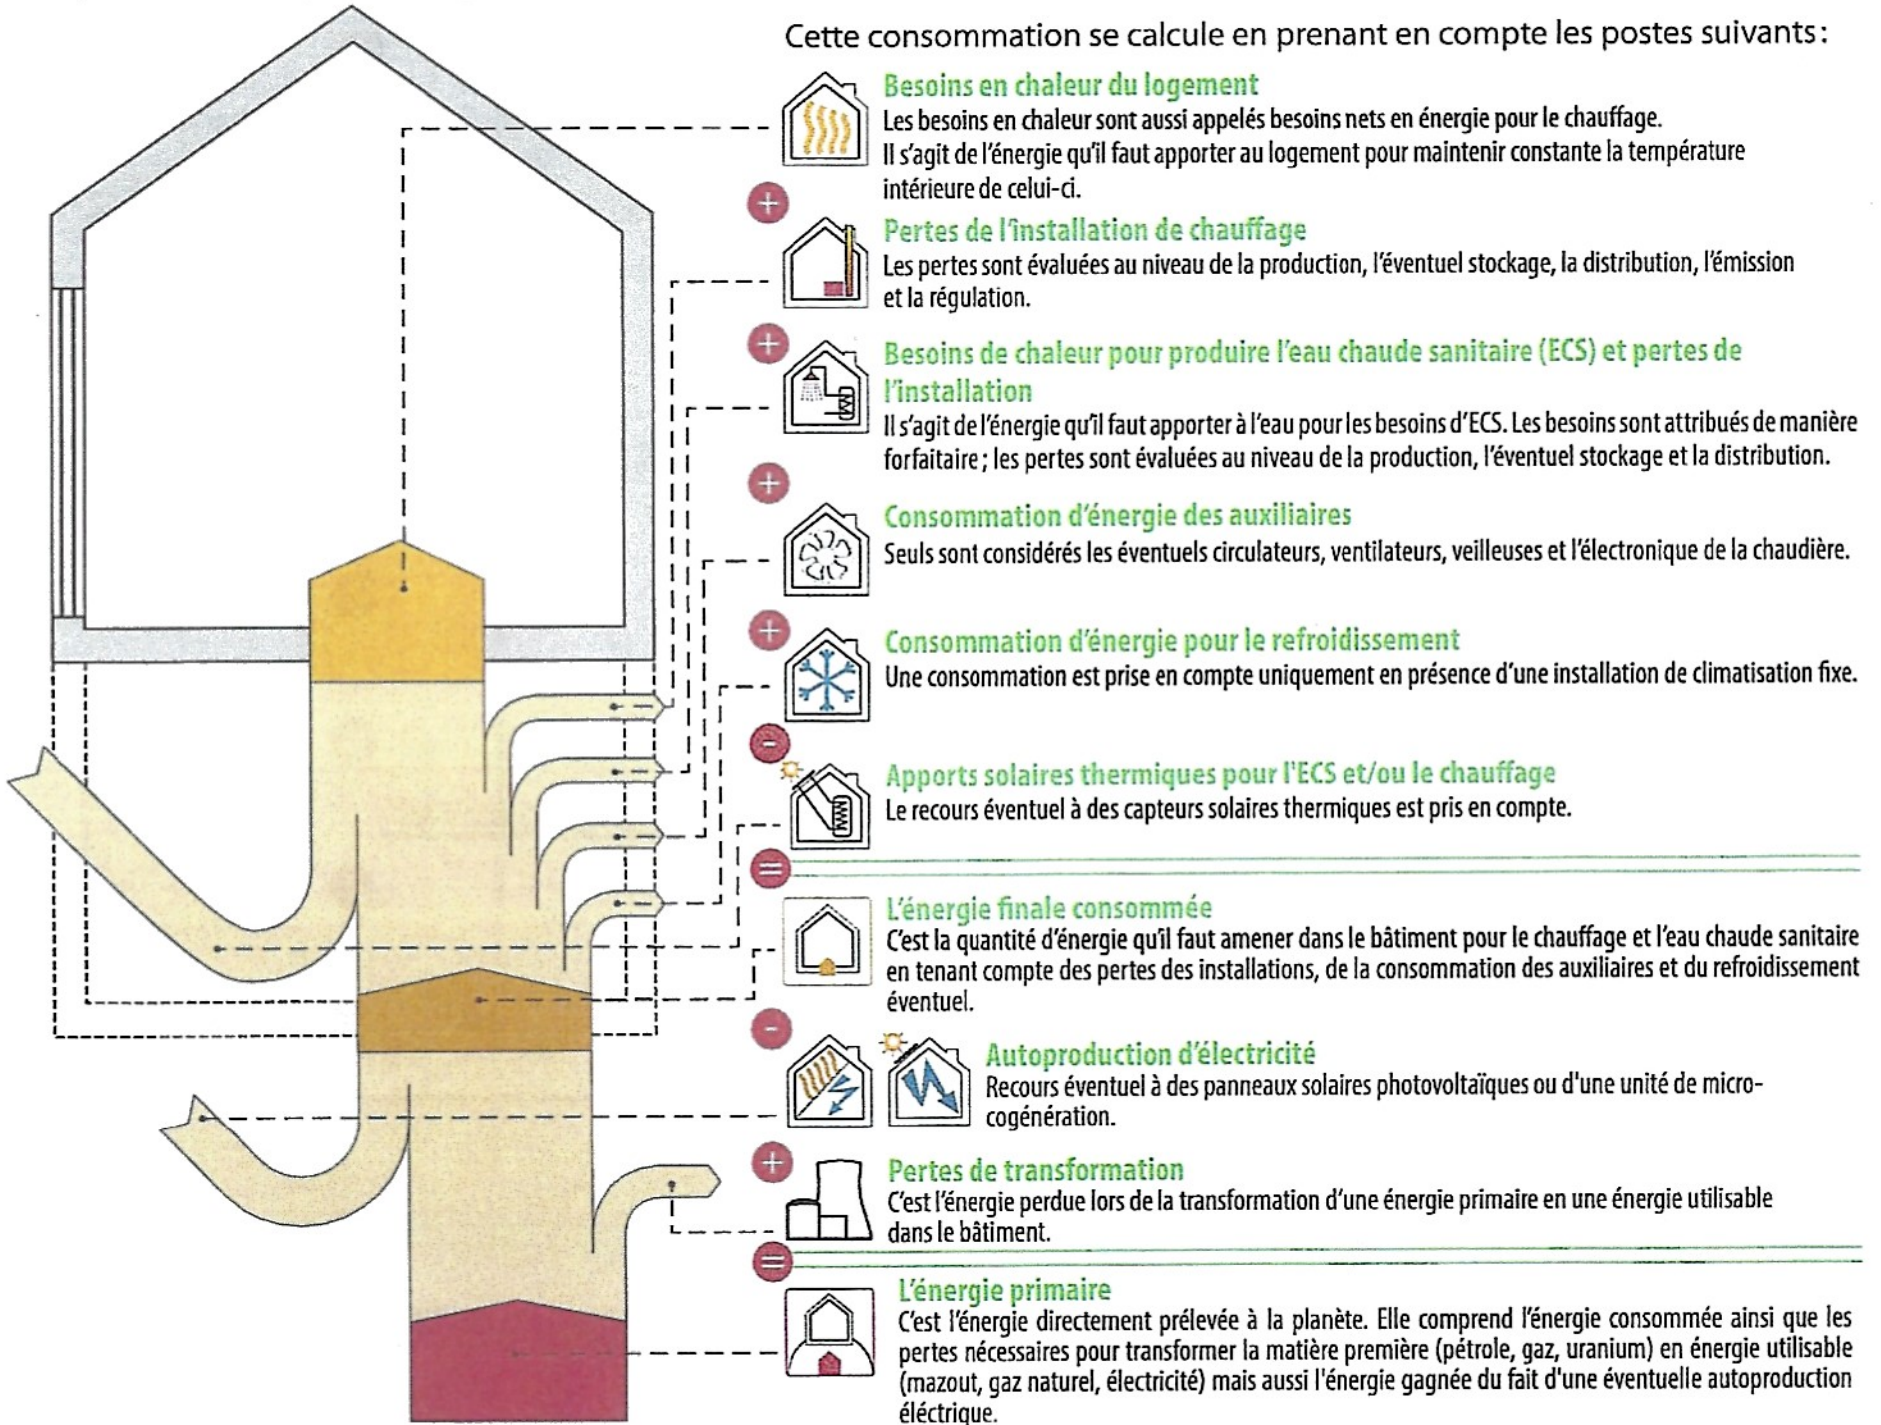 Cette consommation se calcule en prenant en compte les postes suivants :
Besoins en chaleur du logement
Les besoins en chaleur sont aussi appelés besoins nets en énergie pour le chauffage.
Il s'agit de l'énergie qu'il faut apporter au logement pour maintenir constante la température
intérieure de celui-ci.
+
Pertes de l'installation de chauffage
Les pertes sont évaluées au niveau de la production, l'éventuel stockage, la distribution, l'émission
et la régulation.
+
Besoins de chaleur pour produire l'eau chaude sanitaire (ECS) et pertes de
l'installation
Il s'agit de l'énergie qu'il faut apporter à l'eau pour les besoins d'ECS. Les besoins sont attribués de manière
forfaitaire ; les pertes sont évaluées au niveau de la production, l'éventuel stockage et la distribution.
+
Consommation d'énergie des auxiliaires
Seuls sont considérés les éventuels circulateurs, ventilateurs, veilleuses et l'électronique de la chaudière.
+
Consommation d'énergie pour le refroidissement
Une consommation est prise en compte uniquement en présence d'une installation de climatisation fixe.
-
Apports solaires thermiques pour l'ECS et/ou le chauffage
Le recours éventuel à des capteurs solaires thermiques est pris en compte.
=
L'énergie finale consommée
C'est la quantité d'énergie qu'il faut amener dans le bâtiment pour le chauffage et l'eau chaude sanitaire
en tenant compte des pertes des installations, de la consommation des auxiliaires et du refroidissement
éventuel.
-
Autoproduction d'électricité
Recours éventuel à des panneaux solaires photovoltaïques ou d'une unité de micro-
cogénération.
+
Pertes de transformation
C'est l'énergie perdue lors de la transformation d'une énergie primaire en une énergie utilisable
dans le bâtiment.
=
L'énergie primaire
C'est l'énergie directement prélevée à la planète. Elle comprend l'énergie consommée ainsi que les
pertes nécessaires pour transformer la matière première (pétrole, gaz, uranium) en énergie utilisable
(mazout, gaz naturel, électricité) mais aussi l'énergie gagnée du fait d'une éventuelle autoproduction
éléctrique.